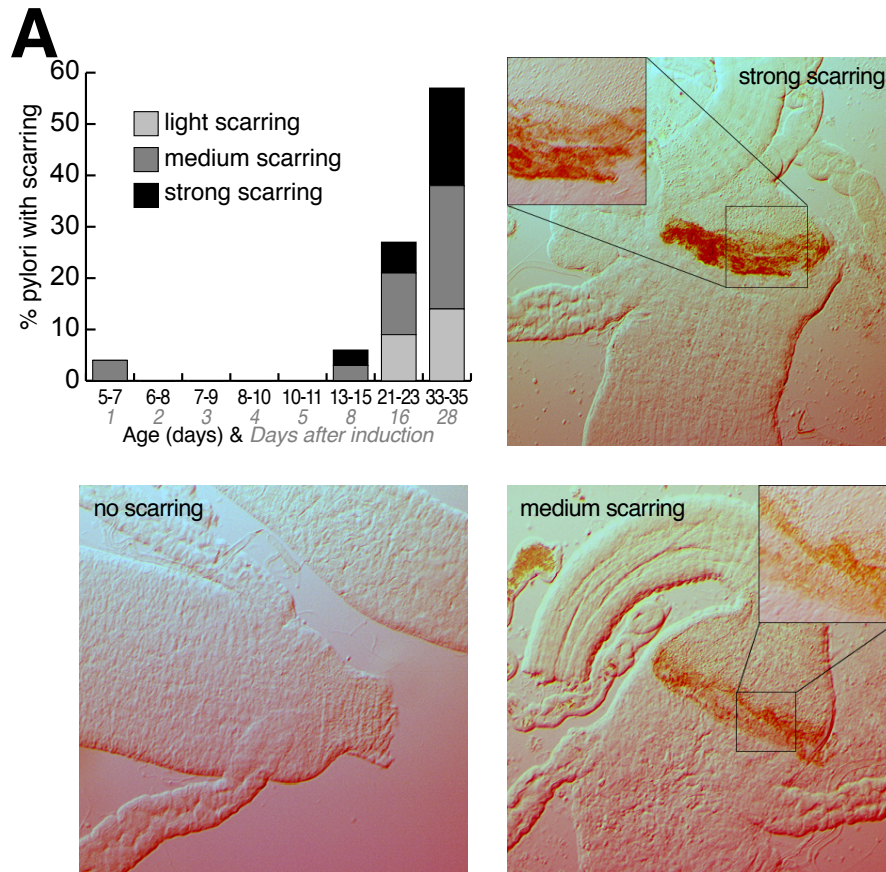 A
60
50
40
30
20
10
0
% pylori with scarring
light scarring
medium scarring
strong scarring
5-7 6-8 7-9 8-10 10-11 13-15 21-23 33-35
1 2 3 4 5 8 16 28
Age (days) & Days after induction
strong scarring
no scarring
medium scarring